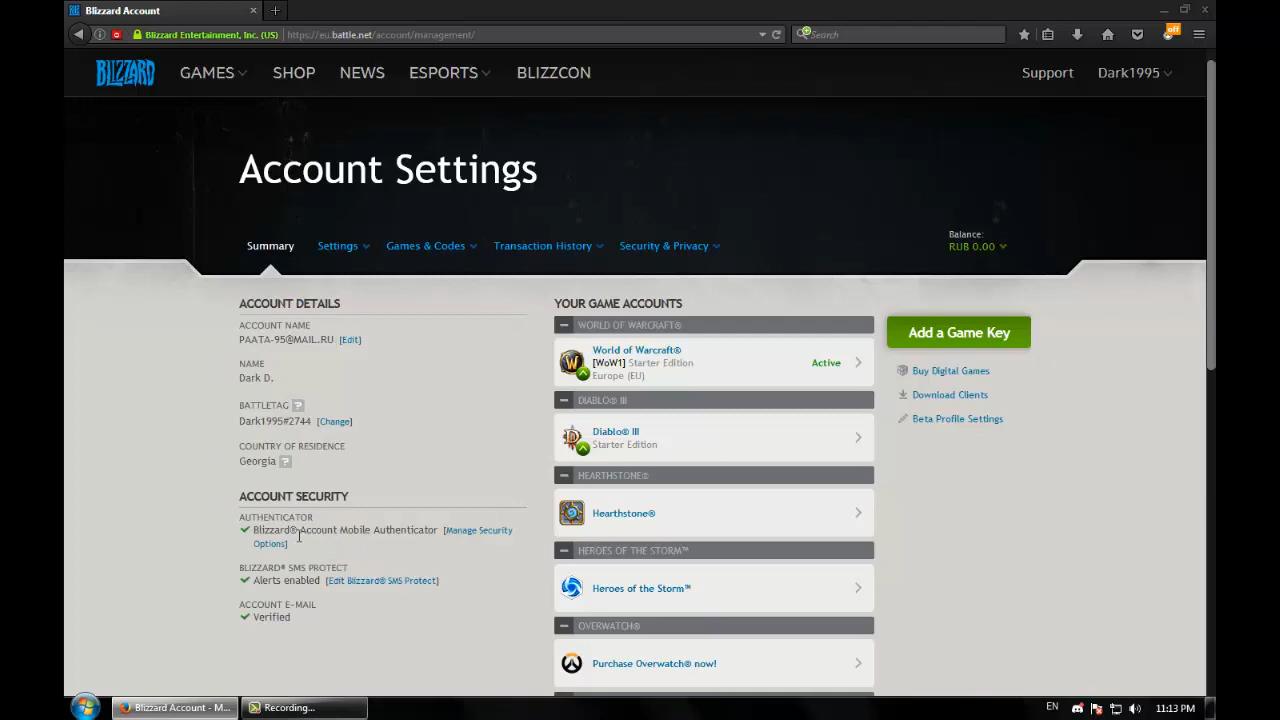 Blizzard Account
Blizzard Entertainment, Inc. (US)
https://eu.battle.net/account/management/
Search
off
BLIZZARD
GAMES
SHOP
NEWS
ESPORTS
BLIZZCON
Support
Dark1995
Account Settings
Summary
Settings
Games & Codes
Transaction History
Security & Privacy
Balance:
RUB 0.00
ACCOUNT DETAILS
ACCOUNT NAME
PAATA-95@MAIL.RU [Edit]
NAME
Dark D.
BATTLETAG ?
Dark1995#2744 [Change]
COUNTRY OF RESIDENCE
Georgia ?
ACCOUNT SECURITY
AUTHENTICATOR
Blizzard® Account Mobile Authenticator [Manage Security
Options]
BLIZZARD® SMS PROTECT
Alerts enabled [Edit Blizzard® SMS Protect]
ACCOUNT E-MAIL
Verified
YOUR GAME ACCOUNTS
WORLD OF WARCRAFT®
World of Warcraft®
[WoW1] Starter Edition
Europe (EU)
Active
DIABLO® III
Diablo® III
Starter Edition
HEARTHSTONE®
Hearthstone®
HEROES OF THE STORM™
Heroes of the Storm™
OVERWATCH®
Purchase Overwatch® now!
Add a Game Key
Buy Digital Games
Download Clients
Beta Profile Settings
Blizzard Account - M...
Recording...
EN
11:13 PM